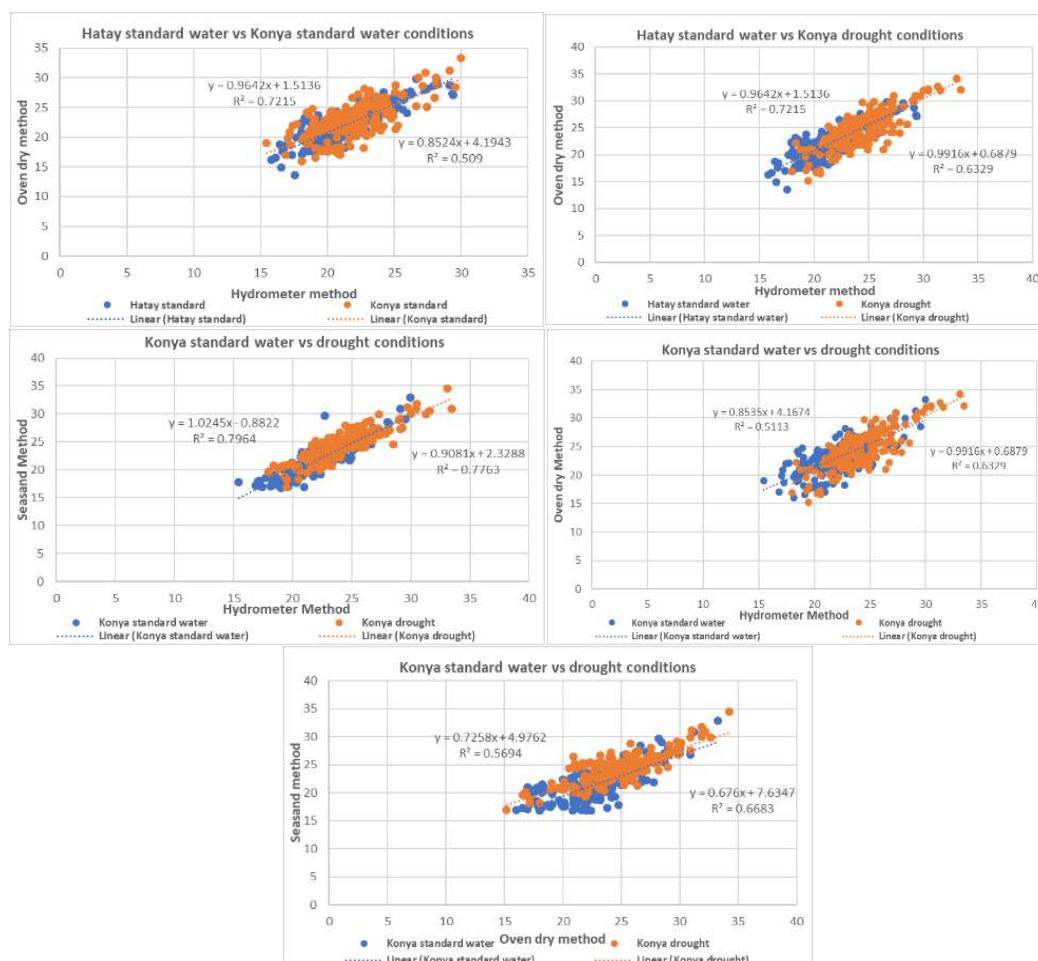 Hatay standard water vs Konya standard water conditions
35
30
25
20
15
10
5
0
Oven dry method
y = 0.9642x + 1.5136
R² = 0.7215
0.8524x + 4.1943
R² = 0.509
0 5 10 15 20 25 30 35
Hydrometer method
Hatay standard Konya standard
Linear (Hatay standard) Linear (Konya standard)
Hatay standard water vs Konya drought conditions
40
35
30
25
20
15
10
5
0
Oven dry method
y = 0.9642x + 1.5136
R² = 0.7215
y = 0.9916x + 0.6879
R² = 0.6329
0 5 10 15 20 25 30 35 40
Hydrometer method
Hatay standard water Konya drought
Linear (Hatay standard water) Linear (Konya drought)
Konya standard water vs drought conditions
40
35
30
25
20
15
10
5
0
Seasand Method
y = 1.0245x - 0.8822
R² = 0.7964
y = 0.9081x + 2.3288
R² = 0.7763
0 5 10 15 20 25 30 35 40
Hydrometer Method
Konya standard water Konya drought
Linear (Konya standard water) Linear (Konya drought)
Konya standard water vs drought conditions
40
35
30
25
20
15
10
5
0
Oven dry Method
y = 0.8535x + 4.1674
R² = 0.5113
y = 0.9916x + 0.6879
R² = 0.6329
0 5 10 15 20 25 30 35 40
Hydrometer Method
Konya standard water Konya drought
Linear (Konya standard water) Linear (Konya drought)
Konya standard water vs drought conditions
40
35
30
25
20
15
10
5
0
Seasand method
y = 0.7258x + 4.9762
R² = 0.5694
y = 0.676x + 7.6347
R² = 0.6683
0 5 10 15 20 25 30 35 40
Oven dry method
Konya standard water Konya drought
Linear (Konya standard water) Linear (Konya drought)